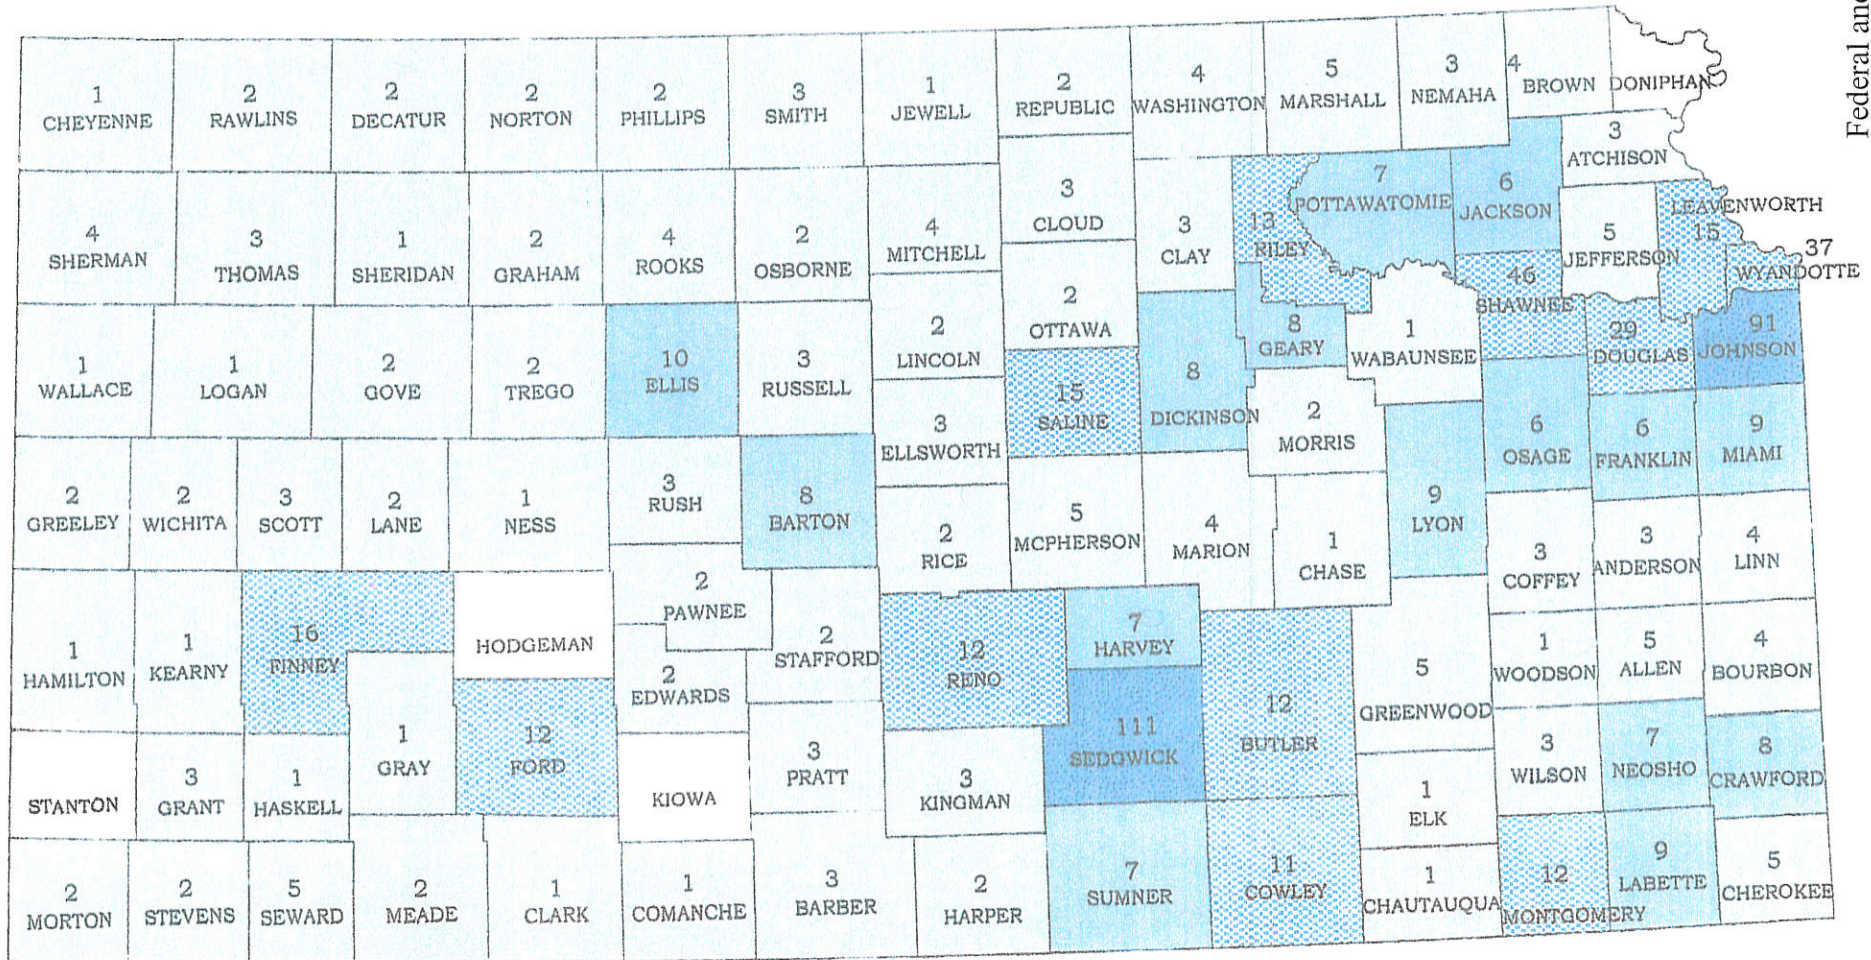 Federal and
1
CHEYENNE
2
RAWLINS
2
DECATUR
2
NORTON
2
PHILLIPS
3
SMITH
1
JEWELL
2
REPUBLIC
4
WASHINGTON
5
MARSHALL
3
NEMAHA
4
BROWN
DONIPHAN
4
SHERMAN
3
THOMAS
1
SHERIDAN
2
GRAHAM
4
ROOKS
2
OSBORNE
4
MITCHELL
3
CLOUD
3
CLAY
13
RILEY
7
POTTAWATOMIE
6
JACKSON
3
ATCHISON
5
JEFFERSON
LEAVENWORTH
15
37
WYANDOTTE
1
WALLACE
1
LOGAN
2
GOVE
2
TREGO
10
ELLIS
3
RUSSELL
2
LINCOLN
2
OTTAWA
15
SALINE
8
DICKINSON
8
GEARY
1
WABAUNSEE
46
SHAWNEE
29
DOUGLAS
91
JOHNSON
2
GREELEY
2
WICHITA
3
SCOTT
2
LANE
1
NESS
3
RUSH
8
BARTON
3
ELLSWORTH
2
RICE
5
MCPHERSON
4
MARION
2
MORRIS
1
CHASE
9
LYON
6
OSAGE
6
FRANKLIN
9
MIAMI
3
COFFEY
3
ANDERSON
4
LINN
1
HAMILTON
1
KEARNY
16
FINNEY
HODGEMAN
2
PAWNEE
2
EDWARDS
2
STAFFORD
12
RENO
7
HARVEY
111
SEDGWICK
12
BUTLER
5
GREENWOOD
1
WOODSON
5
ALLEN
4
BOURBON
STANTON
3
GRANT
1
HASKELL
1
GRAY
12
FORD
KIOWA
3
PRATT
3
KINGMAN
1
ELK
3
WILSON
7
NEOSHO
8
CRAWFORD
2
MORTON
2
STEVENS
5
SEWARD
2
MEADE
1
CLARK
1
COMANCHE
3
BARBER
2
HARPER
7
SUMNER
11
COWLEY
1
CHAUTAUQUA
12
MONTGOMERY
9
LABETTE
5
CHEROKEE